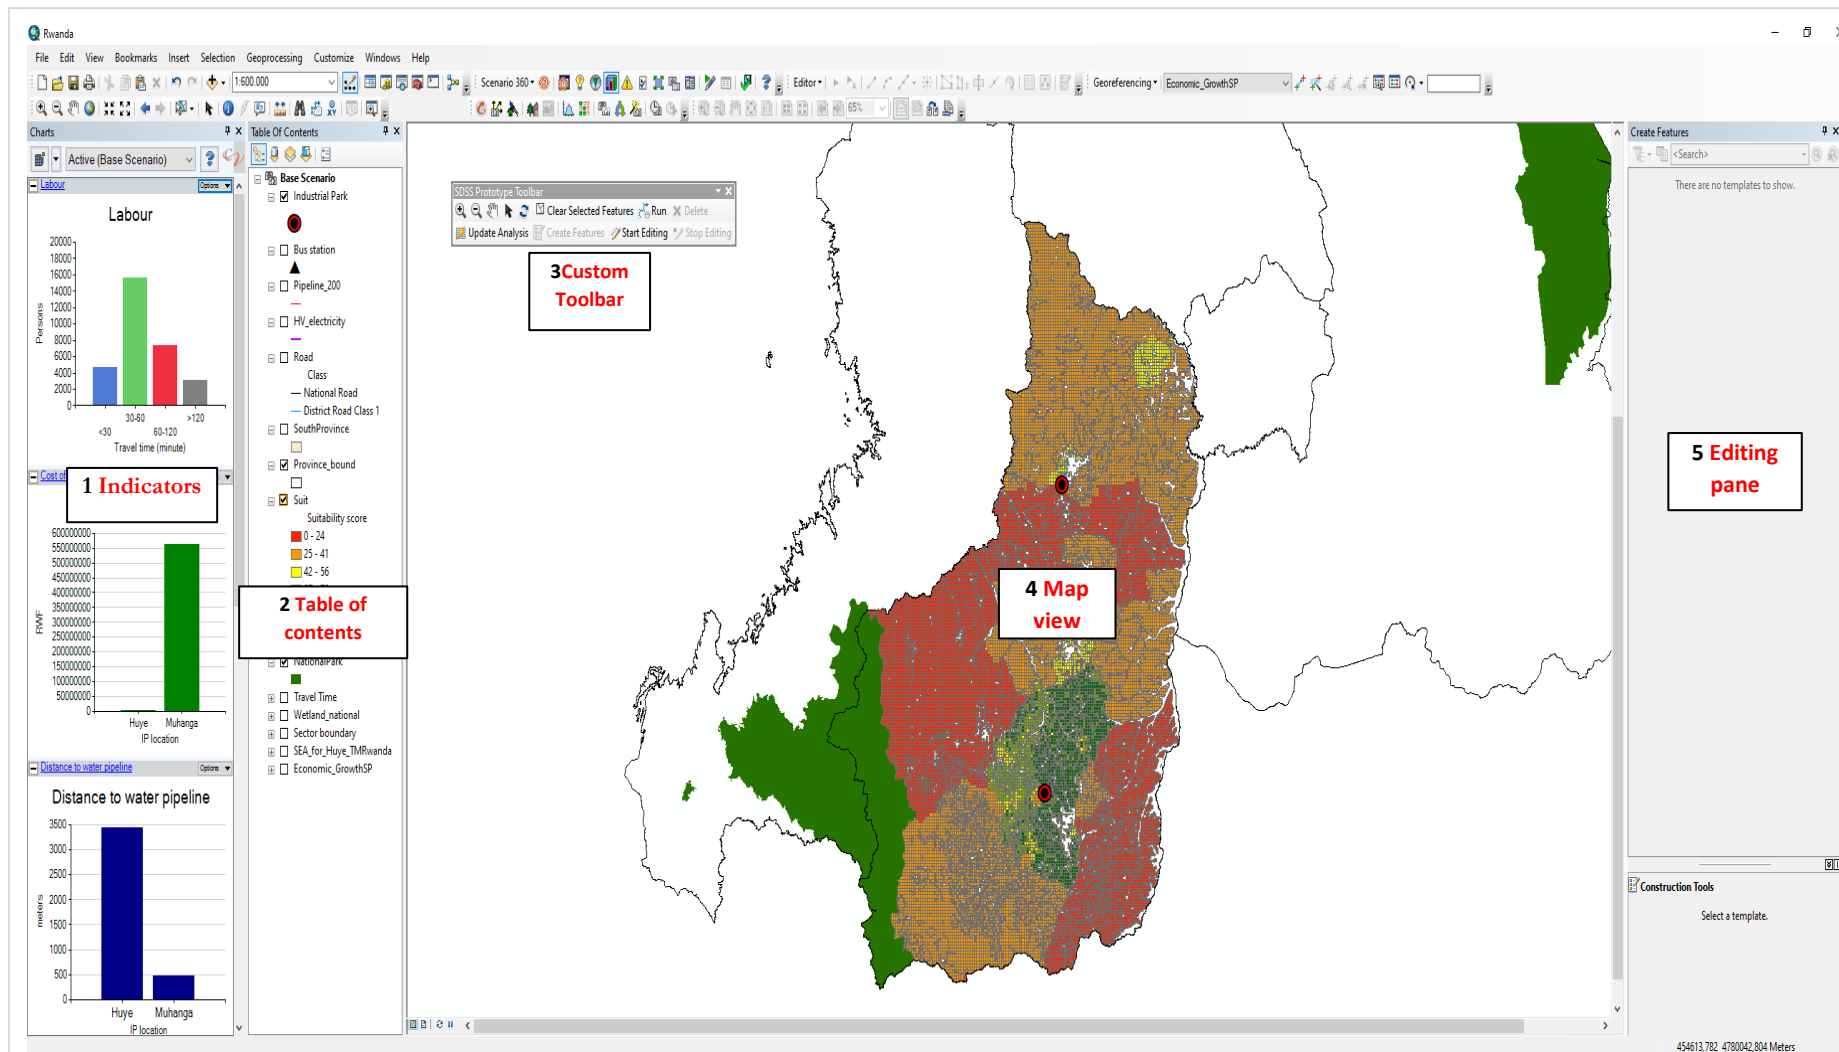 Rwanda
File Edit View Bookmarks Insert Selection Geoprocessing Customize Windows Help
1:600.000 Scenario 360 Editor Georeferencing Economic_GrowthSP
65%
Charts
Active (Base Scenario)
Labour Options
Labour
20000
18000
16000
14000
12000
10000
8000
6000
4000
2000
0
Persons
30-60 >120
<30 60-120
Travel time (minute)
Cost of
1 Indicators
600000000
550000000
500000000
450000000
400000000
350000000
300000000
250000000
200000000
150000000
100000000
50000000
0
RWF
Huye Muhanga
IP location
Distance to water pipeline Options
Distance to water pipeline
3500
3000
2500
2000
1500
1000
500
0
meters
Huye Muhanga
IP location
Table Of Contents
Base Scenario
Industrial Park
Bus station
Pipeline_200
HV_electricity
Road
Class
National Road
District Road Class 1
SouthProvince
Province_bound
Suit
Suitability score
0 - 24
25 - 41
42 - 56
2 Table of
contents
NationalPark
Travel Time
Wetland_national
Sector boundary
SEA_for_Huye_TMRwanda
Economic_GrowthSP
SDSS Prototype Toolbar
Clear Selected Features Run Delete
Update Analysis Create Features Start Editing Stop Editing
3Custom
Toolbar
4 Map
view
Create Features
<Search>
There are no templates to show.
5 Editing
pane
Construction Tools
Select a template.
454613,782 4780042,804 Meters